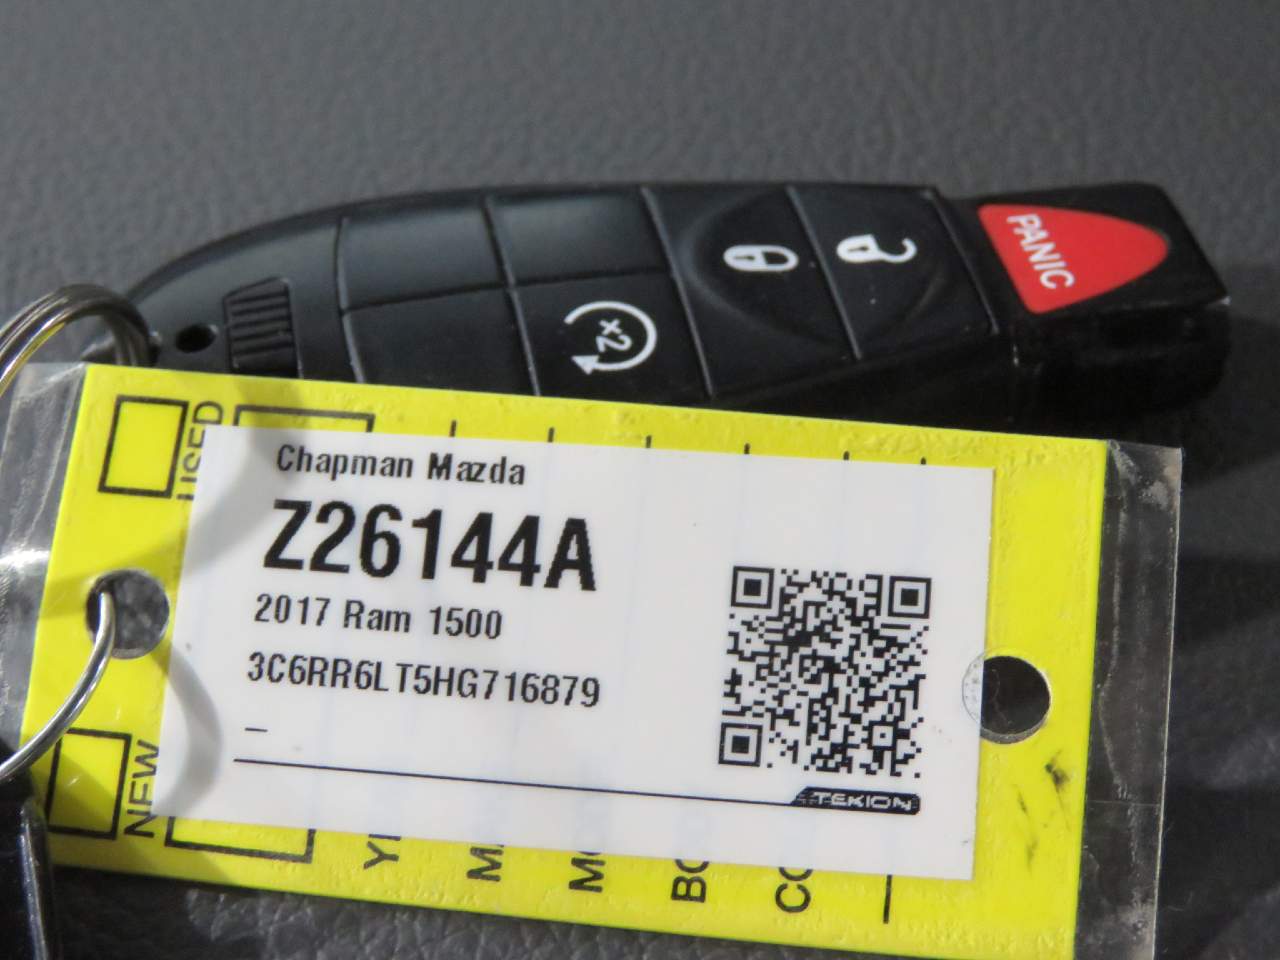 PANIC
x2
USED
Chapman Mazda
Z26144A
2017 Ram 1500
3C6RR6LT5HG716879
–
TEKION
NEW